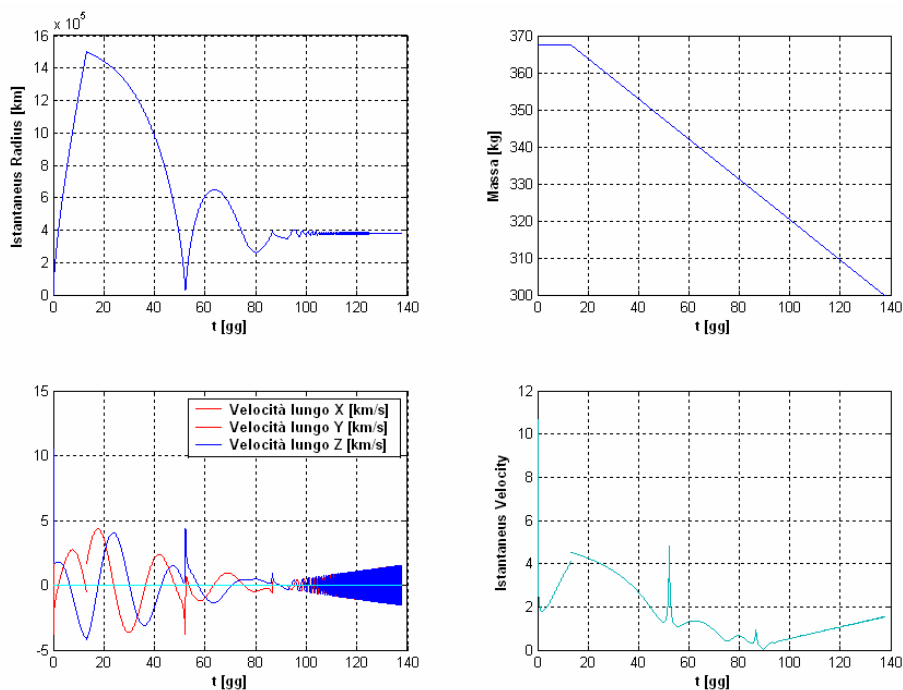 x 10⁵
16
14
12
10
8
6
4
2
0
0 20 40 60 80 100 120 140
Istantaneus Radius [km]
t [gg]
370
360
350
340
330
320
310
300
0 20 40 60 80 100 120 140
Massa [kg]
t [gg]
15
10
5
0
-5
0 20 40 60 80 100 120 140
Velocità lungo X [km/s]
Velocità lungo Y [km/s]
Velocità lungo Z [km/s]
t [gg]
12
10
8
6
4
2
0
0 20 40 60 80 100 120 140
Istantaneus Velocity
t [gg]